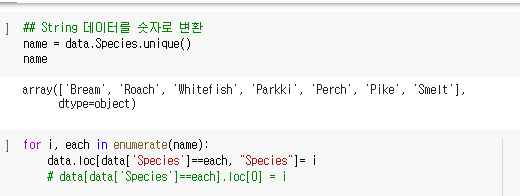 ] ## String 데이터를 숫자로 변환
name = data.Species.unique()
name
array(['Bream', 'Roach', 'Whitefish', 'Parkki', 'Perch', 'Pike', 'Smelt'],
dtype=object)
] for i, each in enumerate(name):
data.loc[data['Species']==each, "Species"]= i
# data[data['Species']==each].loc[0] = i